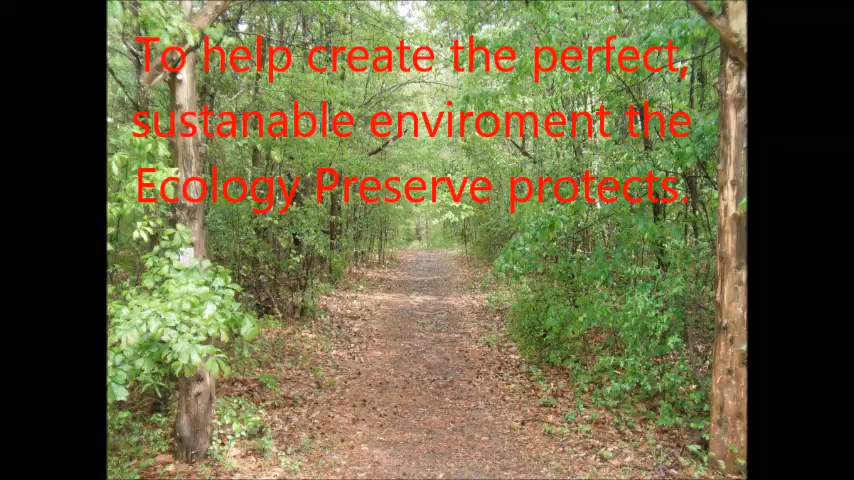 To help create the perfect,
sustanable enviroment the
Ecology Preserve protects.